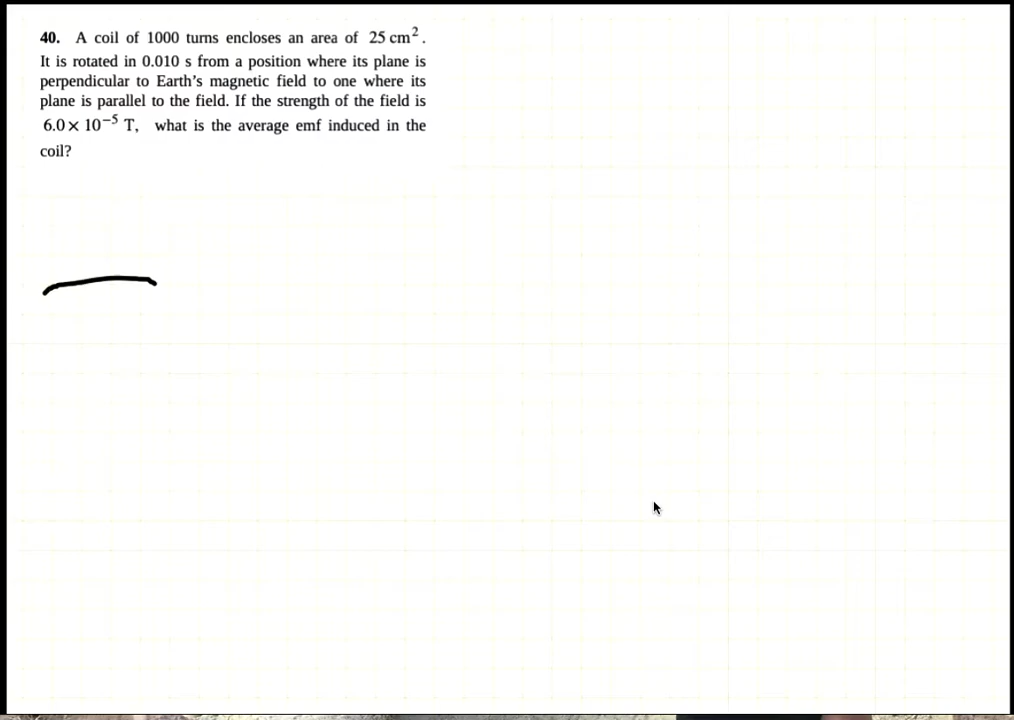 40. A coil of 1000 turns encloses an area of 25 cm².
It is rotated in 0.010 s from a position where its plane is
perpendicular to Earth’s magnetic field to one where its
plane is parallel to the field. If the strength of the field is
6.0 × 10⁻⁵ T, what is the average emf induced in the
coil?